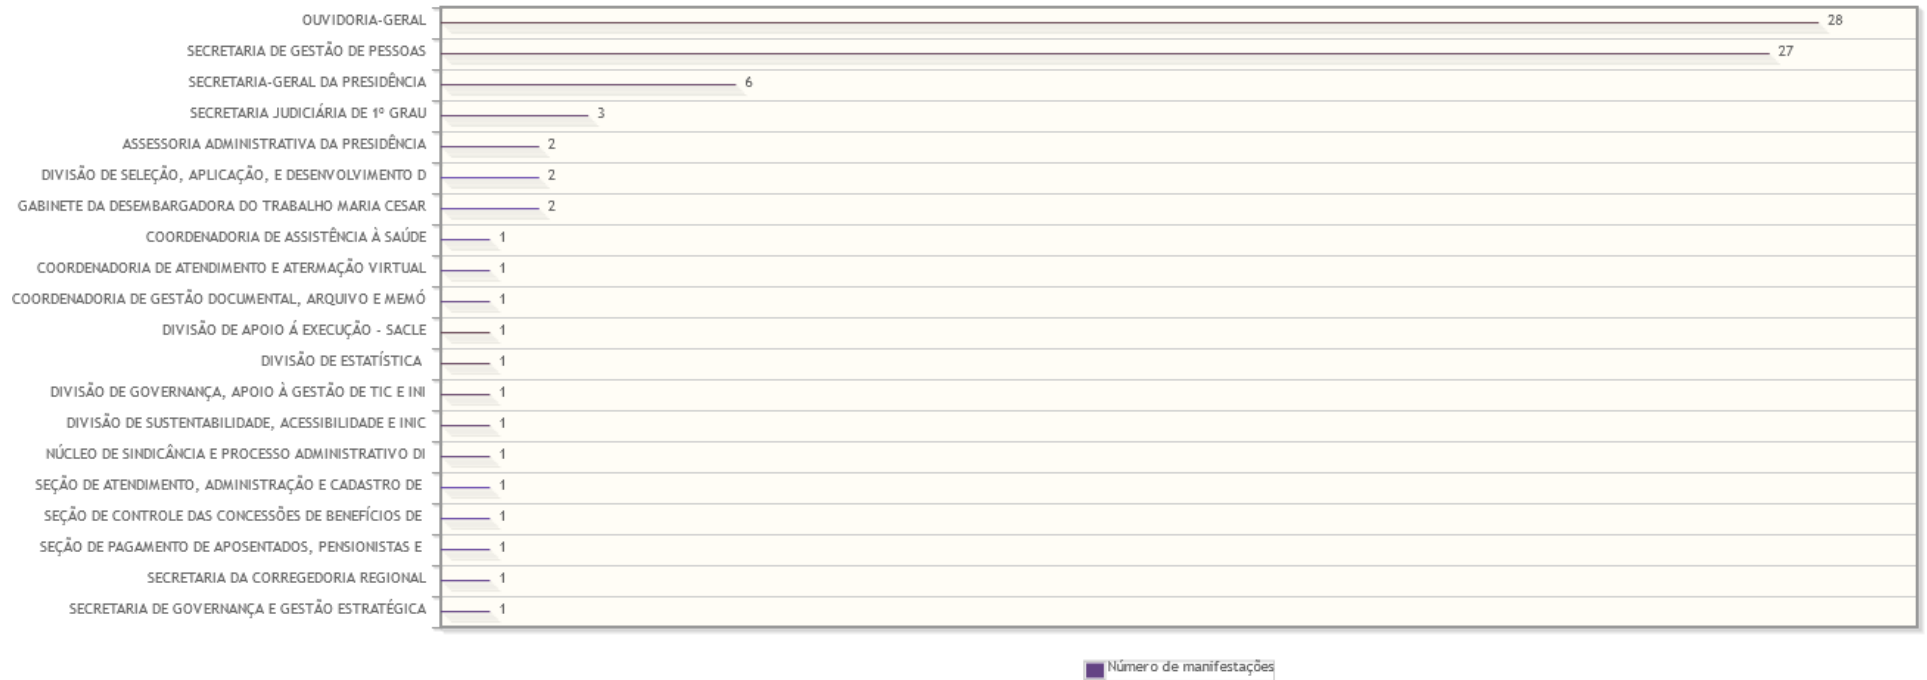 OUVIDORIA-GERAL 28
SECRETARIA DE GESTÃO DE PESSOAS 27
SECRETARIA-GERAL DA PRESIDÊNCIA 6
SECRETARIA JUDICIÁRIA DE 1º GRAU 3
ASSESSORIA ADMINISTRATIVA DA PRESIDÊNCIA 2
DIVISÃO DE SELEÇÃO, APLICAÇÃO, E DESENVOLVIMENTO D 2
GABINETE DA DESEMBARGADORA DO TRABALHO MARIA CESAR 2
COORDENADORIA DE ASSISTÊNCIA À SAÚDE 1
COORDENADORIA DE ATENDIMENTO E ATERMAÇÃO VIRTUAL 1
COORDENADORIA DE GESTÃO DOCUMENTAL, ARQUIVO E MEMÓ 1
DIVISÃO DE APOIO Á EXECUÇÃO - SACLE 1
DIVISÃO DE ESTATÍSTICA 1
DIVISÃO DE GOVERNANÇA, APOIO À GESTÃO DE TIC E INI 1
DIVISÃO DE SUSTENTABILIDADE, ACESSIBILIDADE E INIC 1
NÚCLEO DE SINDICÂNCIA E PROCESSO ADMINISTRATIVO DI 1
SEÇÃO DE ATENDIMENTO, ADMINISTRAÇÃO E CADASTRO DE 1
SEÇÃO DE CONTROLE DAS CONCESSÕES DE BENEFÍCIOS DE 1
SEÇÃO DE PAGAMENTO DE APOSENTADOS, PENSIONISTAS E 1
SECRETARIA DA CORREGEDORIA REGIONAL 1
SECRETARIA DE GOVERNANÇA E GESTÃO ESTRATÉGICA 1
Número de manifestações